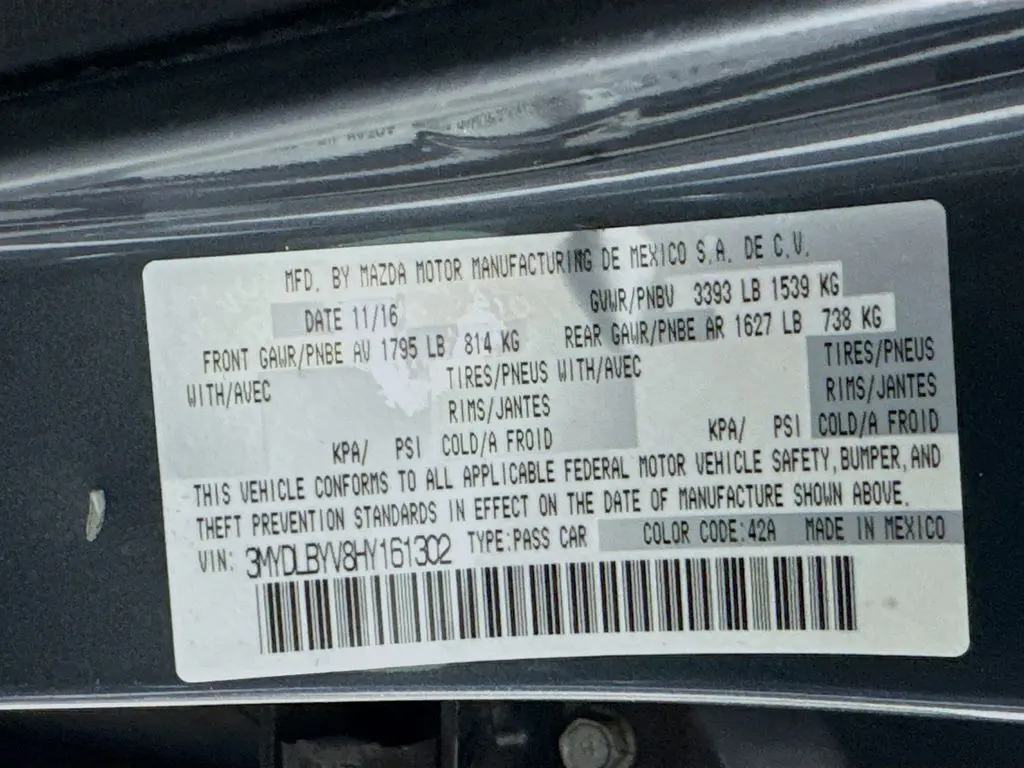 MFD. BY MAZDA MOTOR MANUFACTURING DE MEXICO S.A. DE C.V.
DATE 11/16 GVWR/PNBV 3393 LB 1539 KG
FRONT GAWR/PNBE AV 1795 LB 814 KG REAR GAWR/PNBE AR 1627 LB 738 KG
WITH/AVEC TIRES/PNEUS WITH/AVEC TIRES/PNEUS
RIMS/JANTES RIMS/JANTES
KPA/ PSI COLD/A FROID KPA/ PSI COLD/A FROID
THIS VEHICLE CONFORMS TO ALL APPLICABLE FEDERAL MOTOR VEHICLE SAFETY, BUMPER, AND
THEFT PREVENTION STANDARDS IN EFFECT ON THE DATE OF MANUFACTURE SHOWN ABOVE.
VIN: 3MYDLBYV8HY161302 TYPE:PASS CAR COLOR CODE:42A MADE IN MEXICO